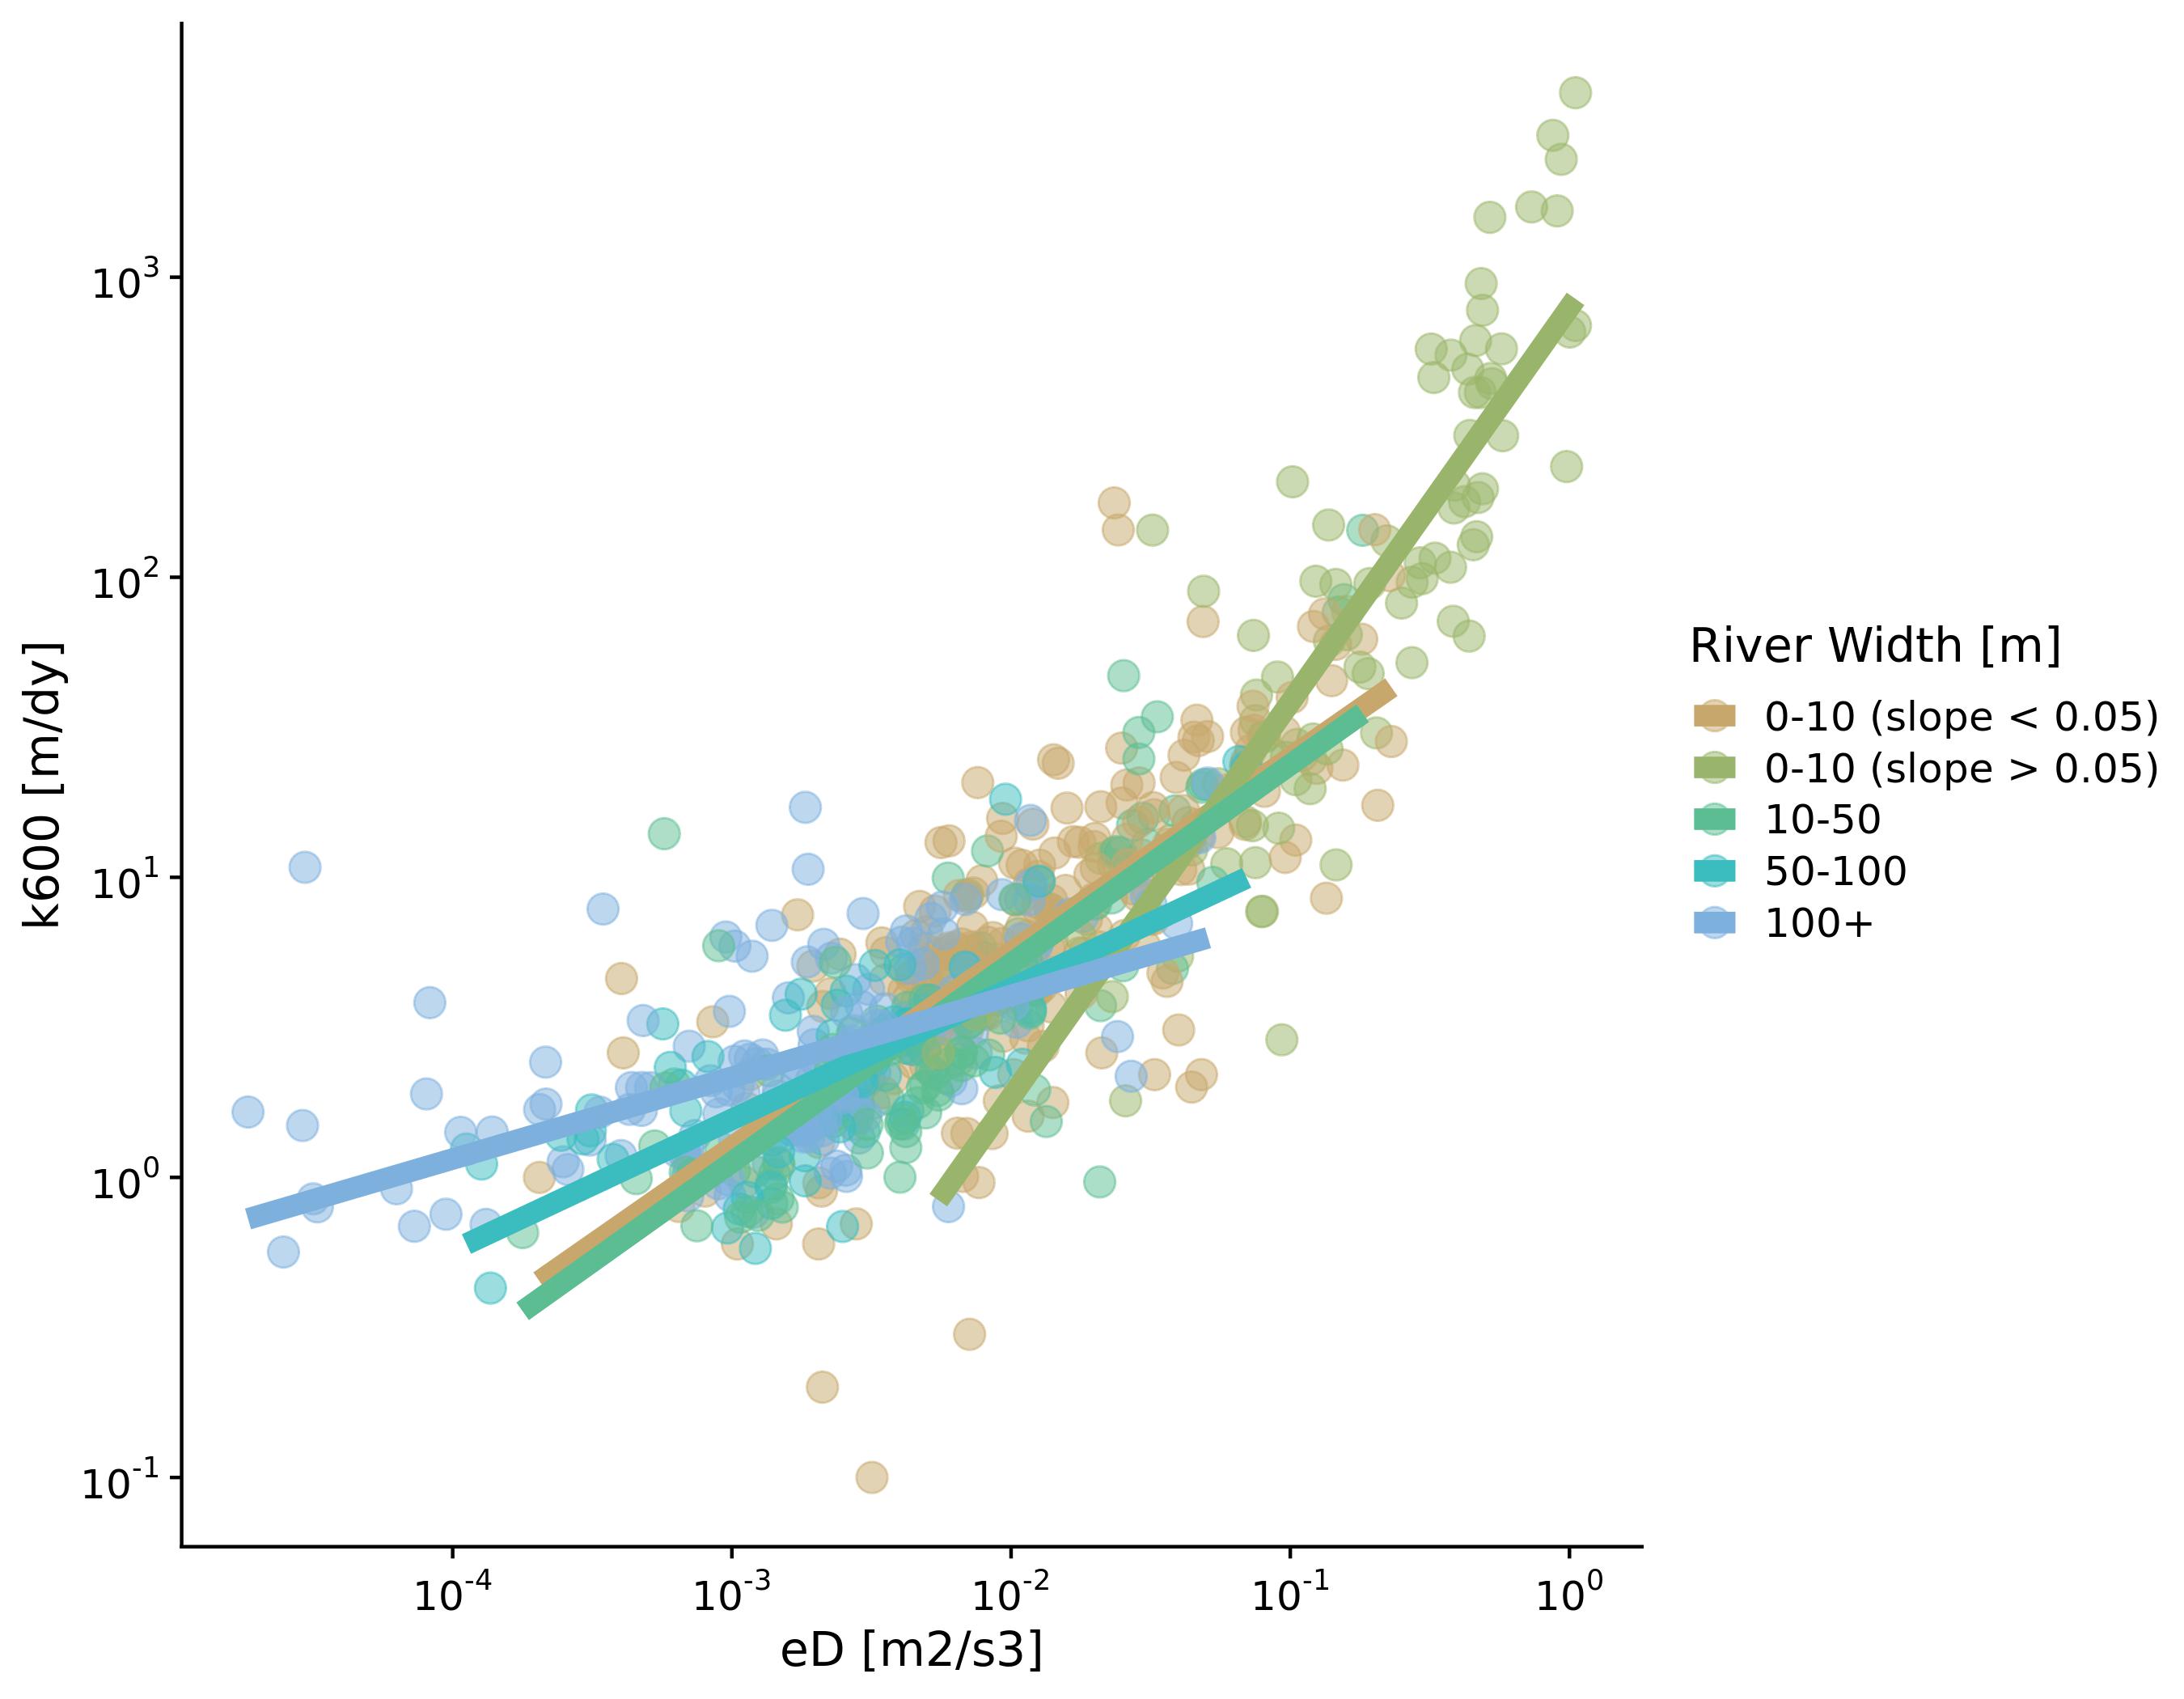 k600 [m/dy]
10^3
10^2
10^1
10^0
10^-1
10^-4 10^-3 10^-2 10^-1 10^0
eD [m2/s3]
River Width [m]
0-10 (slope < 0.05)
0-10 (slope > 0.05)
10-50
50-100
100+